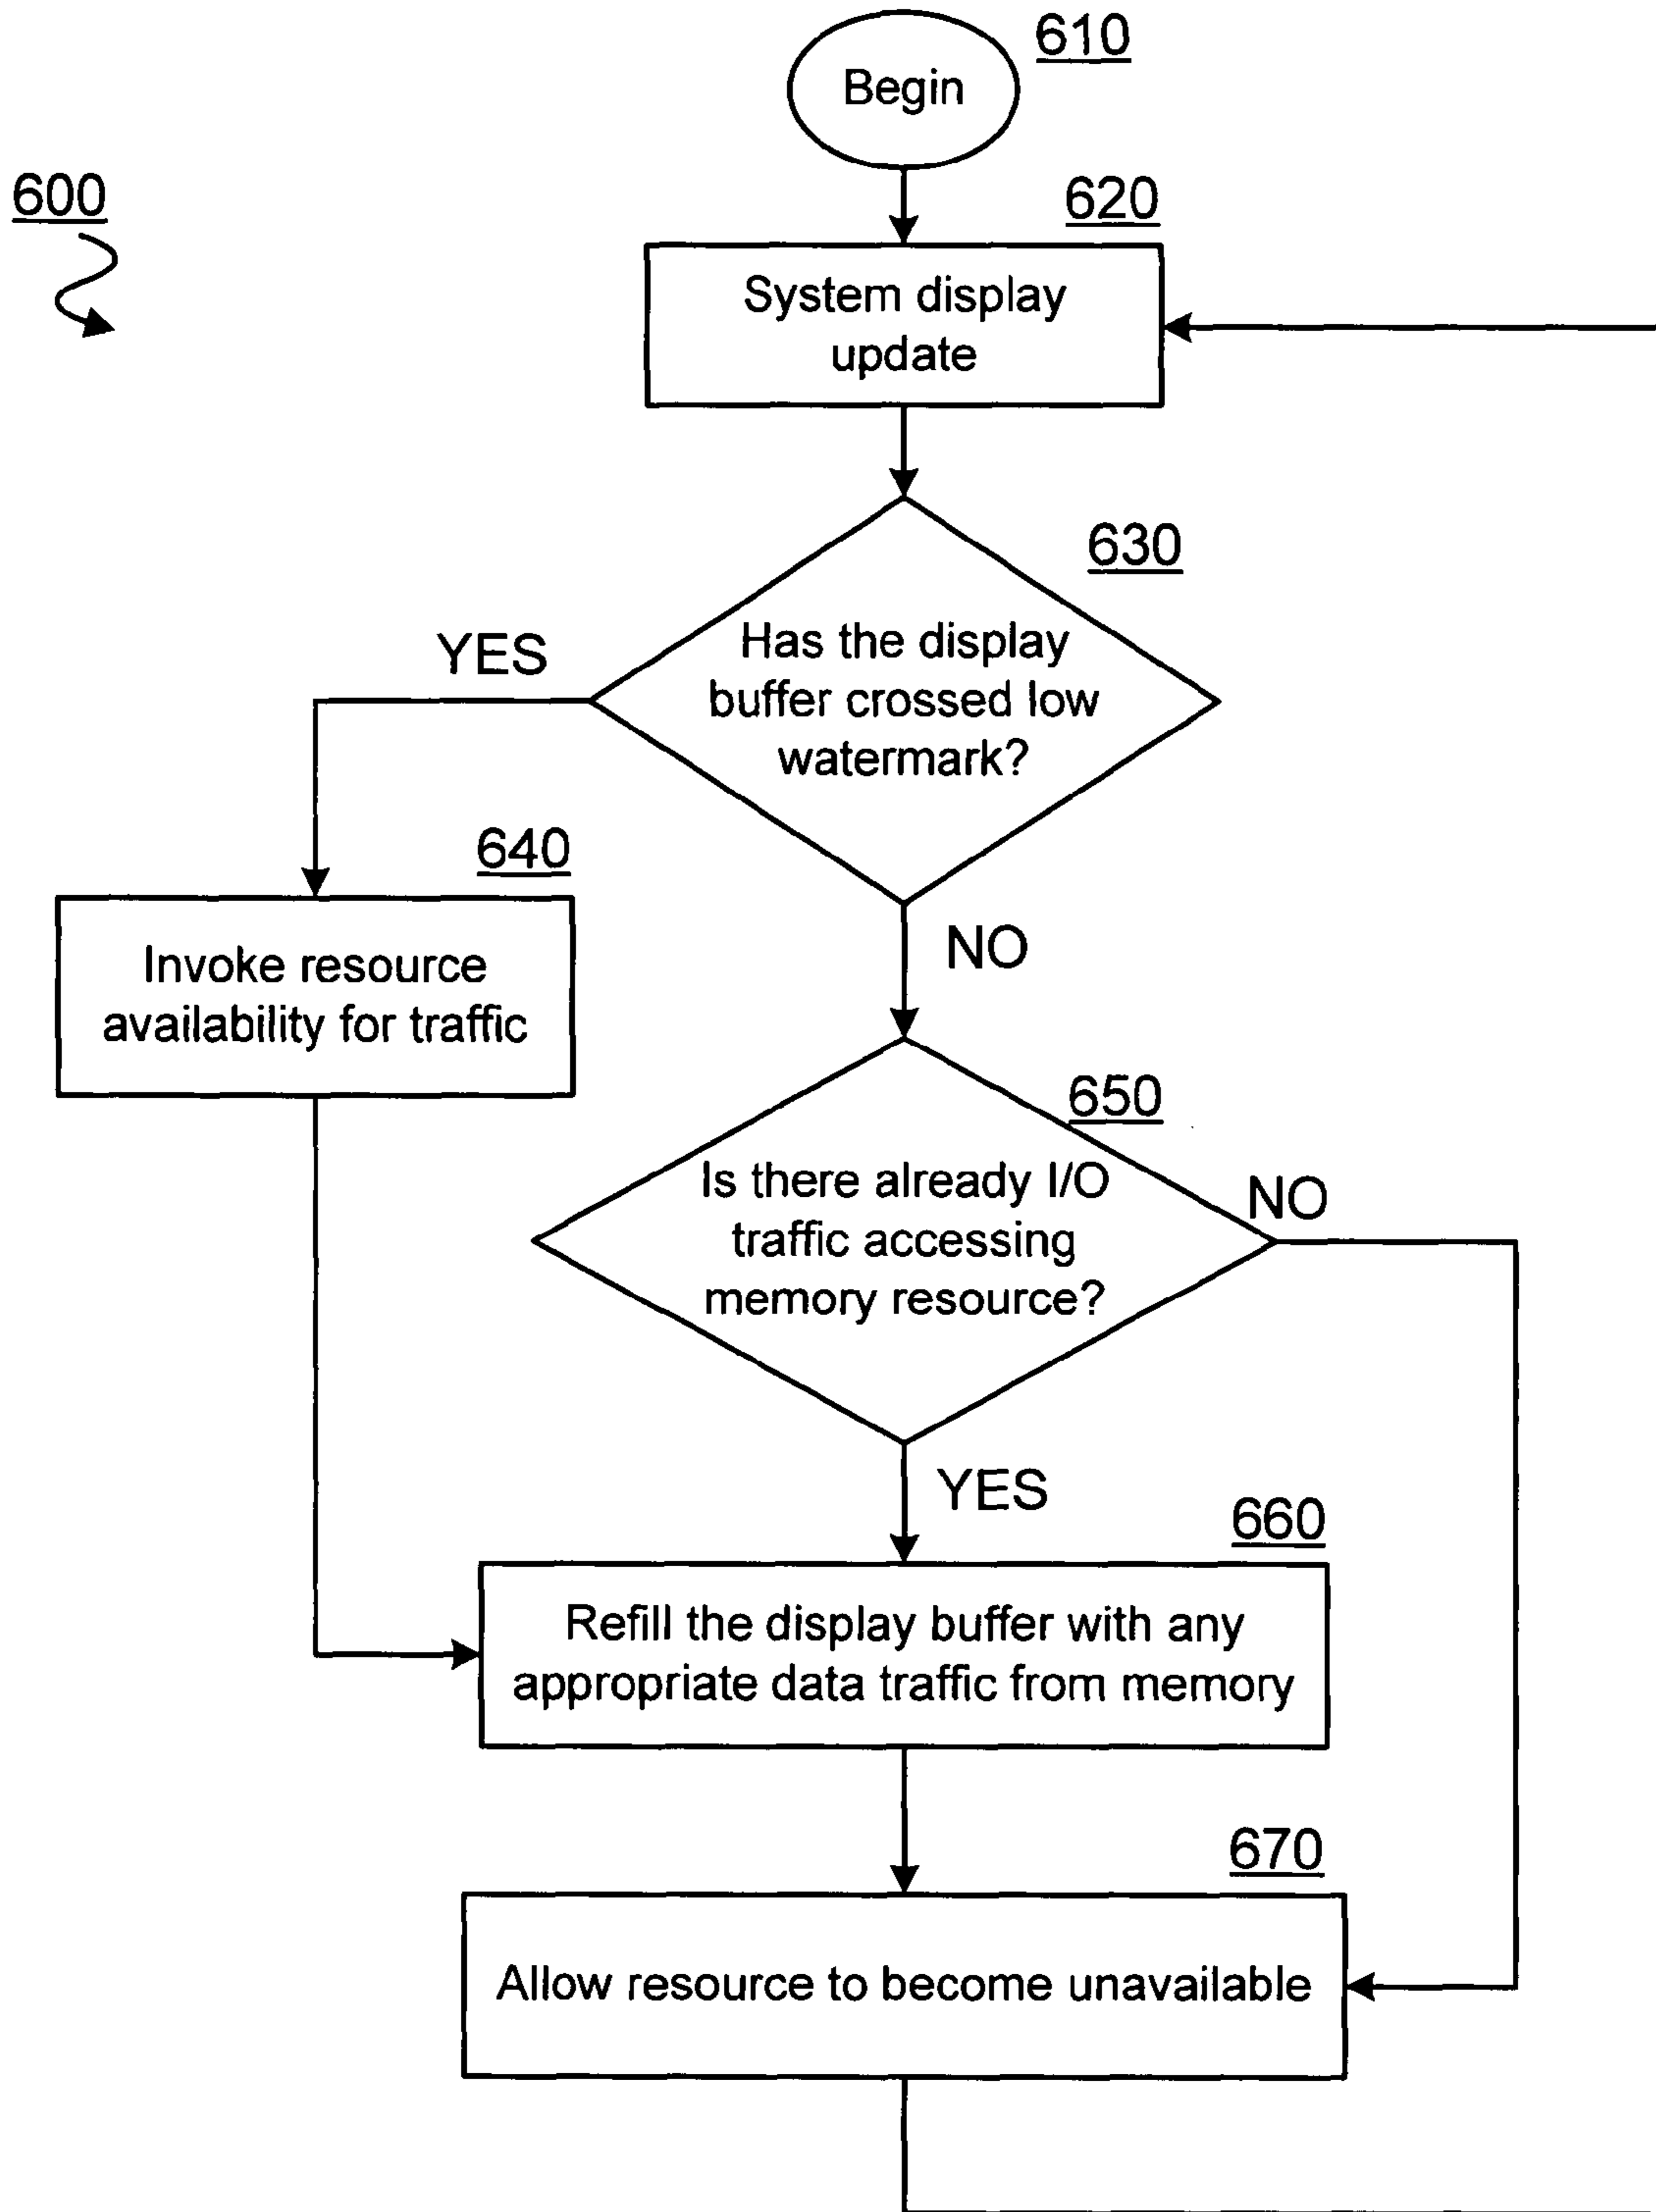 610
Begin
600
620
System display
update
630
Has the display
buffer crossed low
watermark?
YES
640
NO
Invoke resource
availability for traffic
650
Is there already I/O
traffic accessing
memory resource?
NO
YES
660
Refill the display buffer with any
appropriate data traffic from memory
670
Allow resource to become unavailable